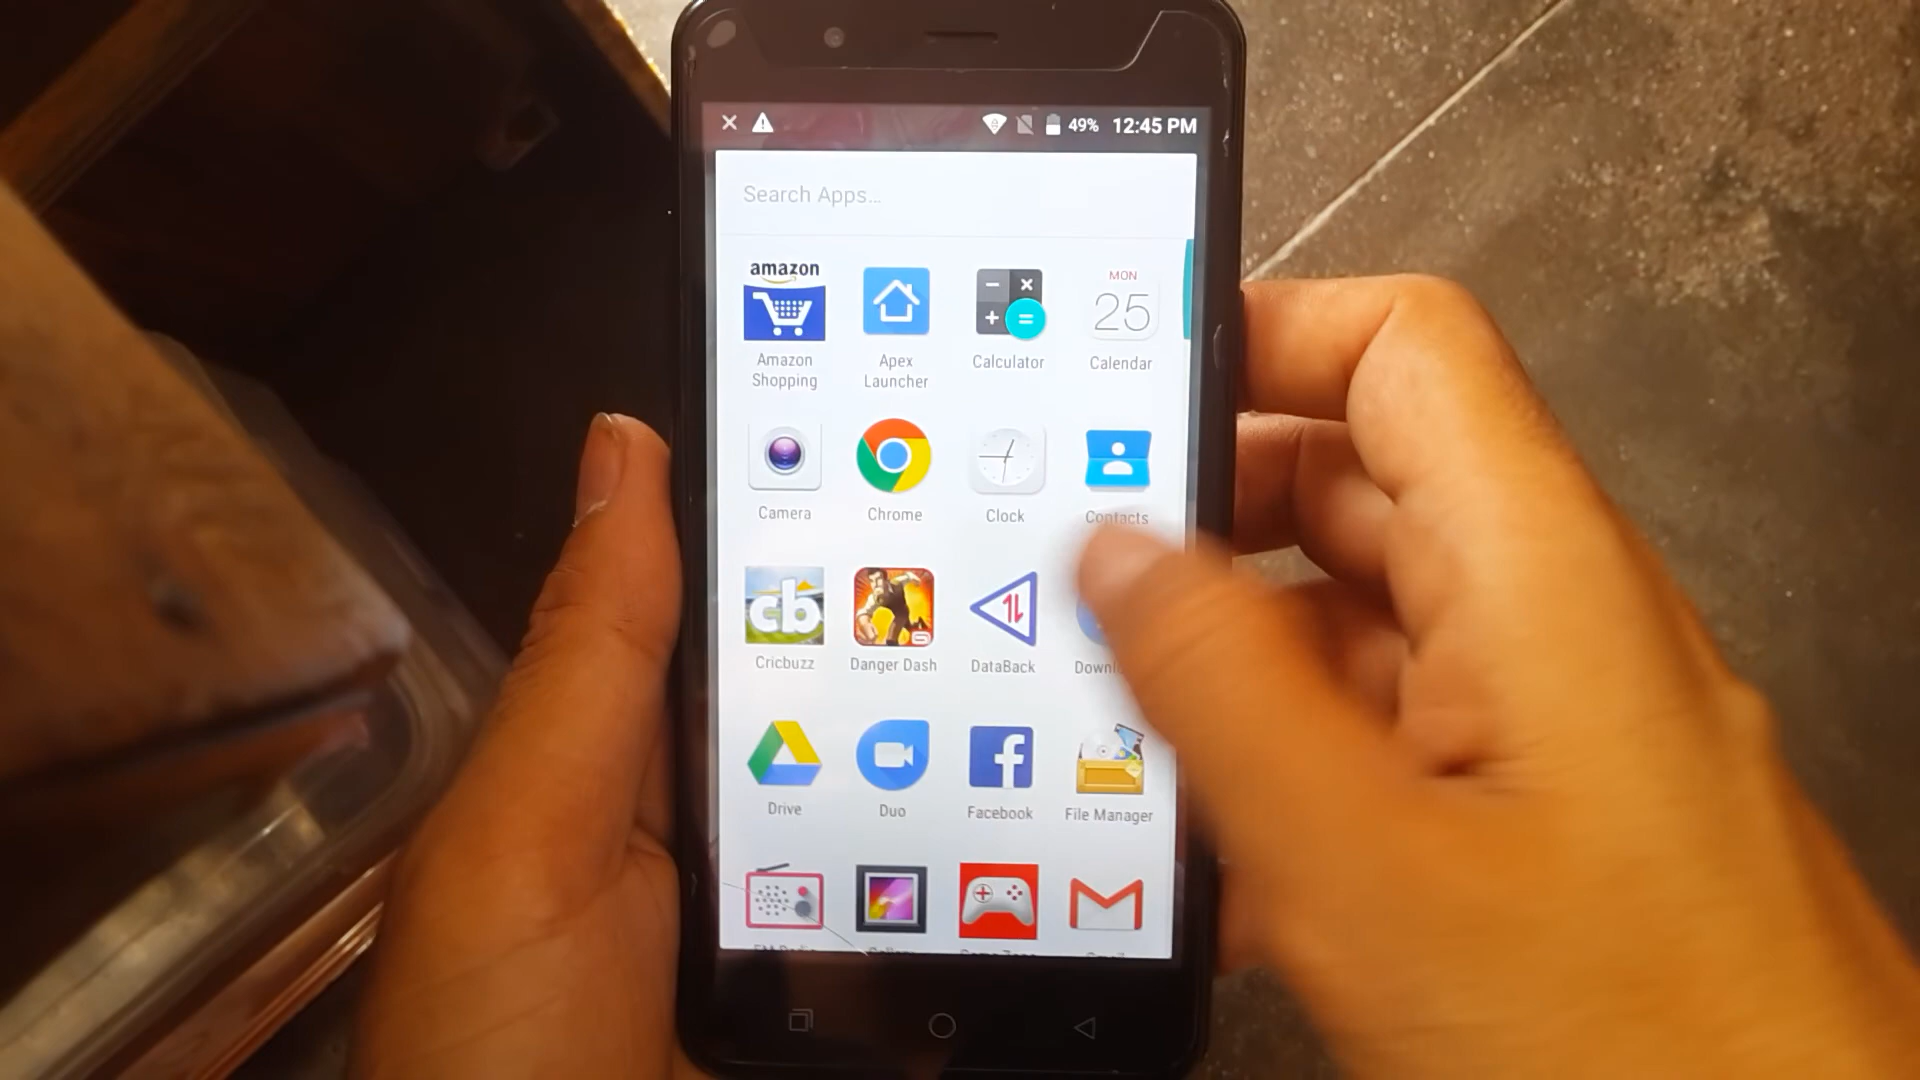 49% 12:45 PM
Search Apps...
amazon
MON
25
Amazon
Shopping
Apex
Launcher
Calculator
Calendar
Camera
Chrome
Clock
Contacts
cb
Cricbuzz
Danger Dash
DataBack
Downl
Drive
Duo
Facebook
File Manager